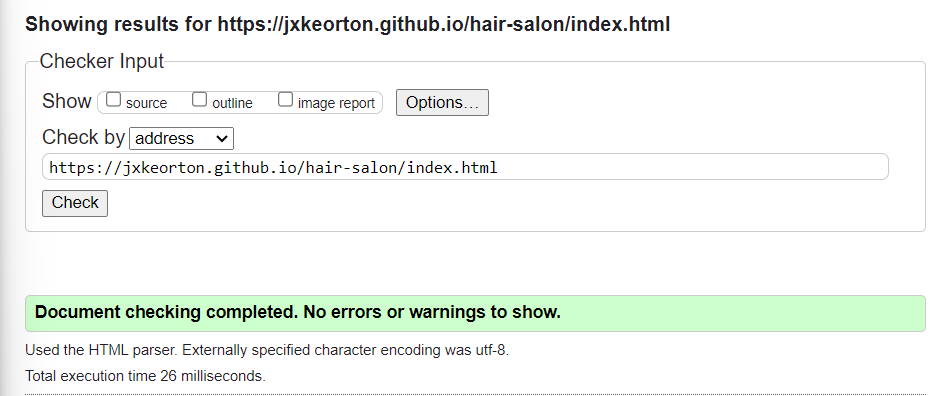 Showing results for https://jxkeorton.github.io/hair-salon/index.html
Checker Input
Show source outline image report Options...
Check by address
https://jxkeorton.github.io/hair-salon/index.html
Check
Document checking completed. No errors or warnings to show.
Used the HTML parser. Externally specified character encoding was utf-8.
Total execution time 26 milliseconds.